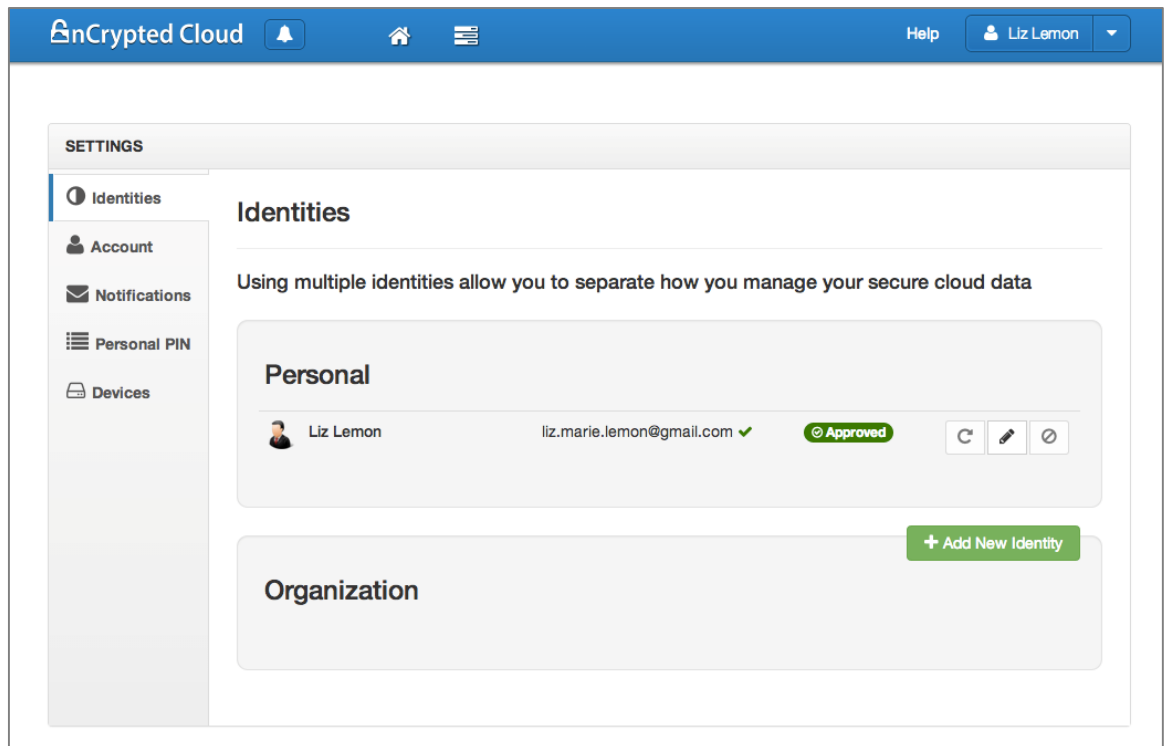 enCrypted Cloud
Help
Liz Lemon
SETTINGS
Identities
Account
Notifications
Personal PIN
Devices
Identities
Using multiple identities allow you to separate how you manage your secure cloud data
Personal
Liz Lemon liz.marie.lemon@gmail.com Approved
Add New Identity
Organization